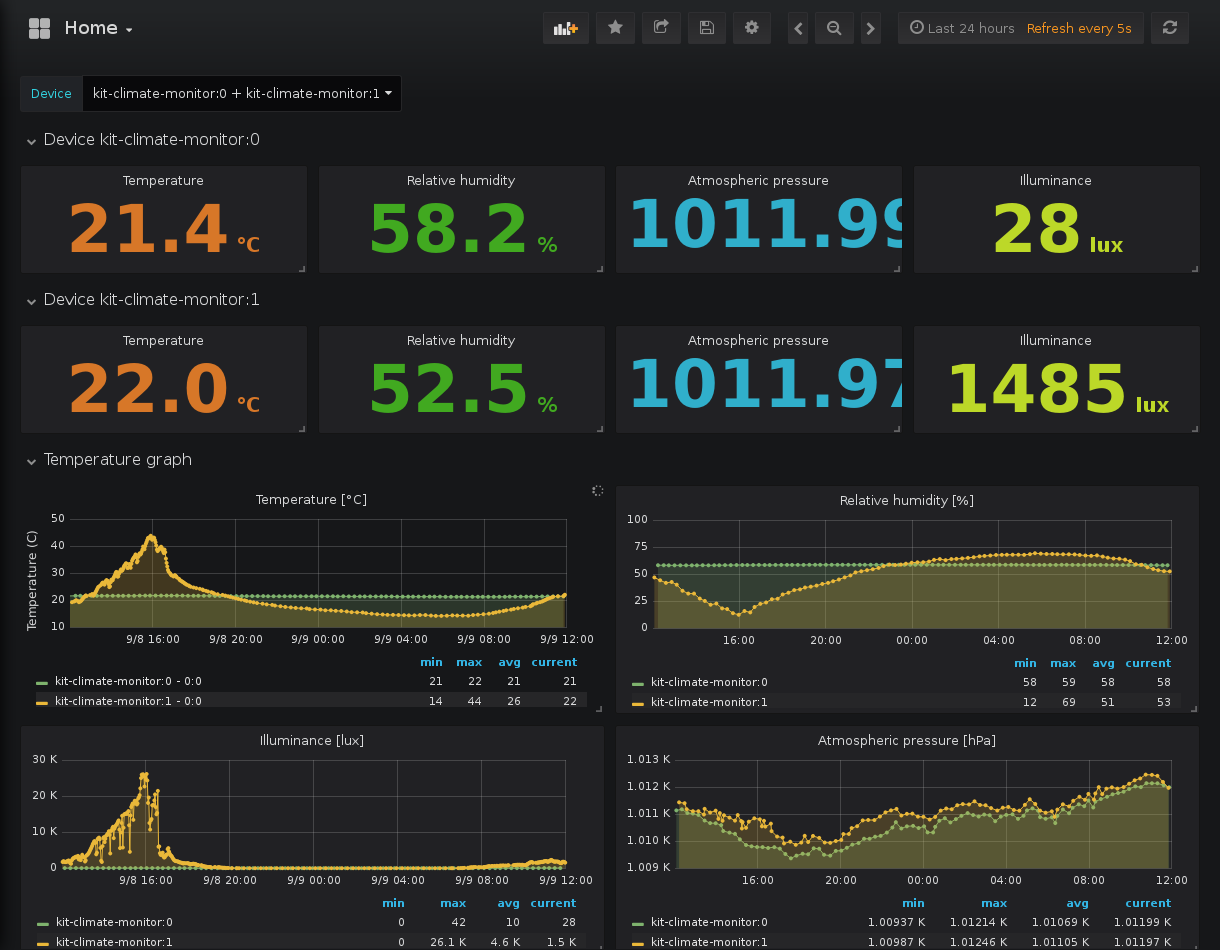 Home
Last 24 hours Refresh every 5s
Device kit-climate-monitor:0 + kit-climate-monitor:1
Device kit-climate-monitor:0
Temperature Relative humidity Atmospheric pressure Illuminance
21.4 °C 58.2 % 1011.99 28 lux
Device kit-climate-monitor:1
Temperature Relative humidity Atmospheric pressure Illuminance
22.0 °C 52.5 % 1011.97 1485 lux
Temperature graph
Temperature [°C]
Temperature (C)
50
40
30
20
10
9/8 16:00 9/8 20:00 9/9 00:00 9/9 04:00 9/9 08:00 9/9 12:00
min max avg current
kit-climate-monitor:0 - 0:0 21 22 21 21
kit-climate-monitor:1 - 0:0 14 44 26 22
Relative humidity [%]
100
75
50
25
0
16:00 20:00 00:00 04:00 08:00 12:00
min max avg current
kit-climate-monitor:0 58 59 58 58
kit-climate-monitor:1 12 69 51 53
Illuminance [lux]
30 K
20 K
10 K
0
9/8 16:00 9/8 20:00 9/9 00:00 9/9 04:00 9/9 08:00 9/9 12:00
min max avg current
kit-climate-monitor:0 0 42 10 28
kit-climate-monitor:1 0 26.1 K 4.6 K 1.5 K
Atmospheric pressure [hPa]
1.013 K
1.012 K
1.011 K
1.010 K
1.009 K
16:00 20:00 00:00 04:00 08:00 12:00
min max avg current
kit-climate-monitor:0 1.00937 K 1.01214 K 1.01069 K 1.01199 K
kit-climate-monitor:1 1.00987 K 1.01246 K 1.01105 K 1.01197 K